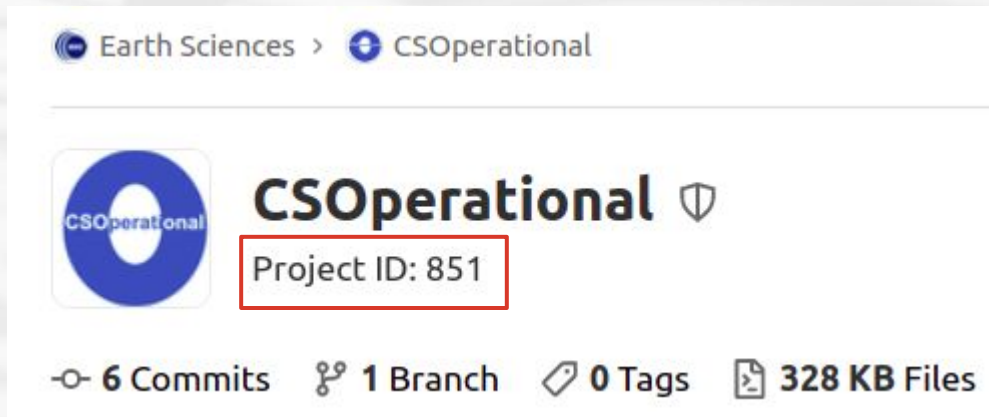 Earth Sciences > CSOperational
CSOperational
CSOperational
Project ID: 851
6 Commits 1 Branch 0 Tags 328 KB Files